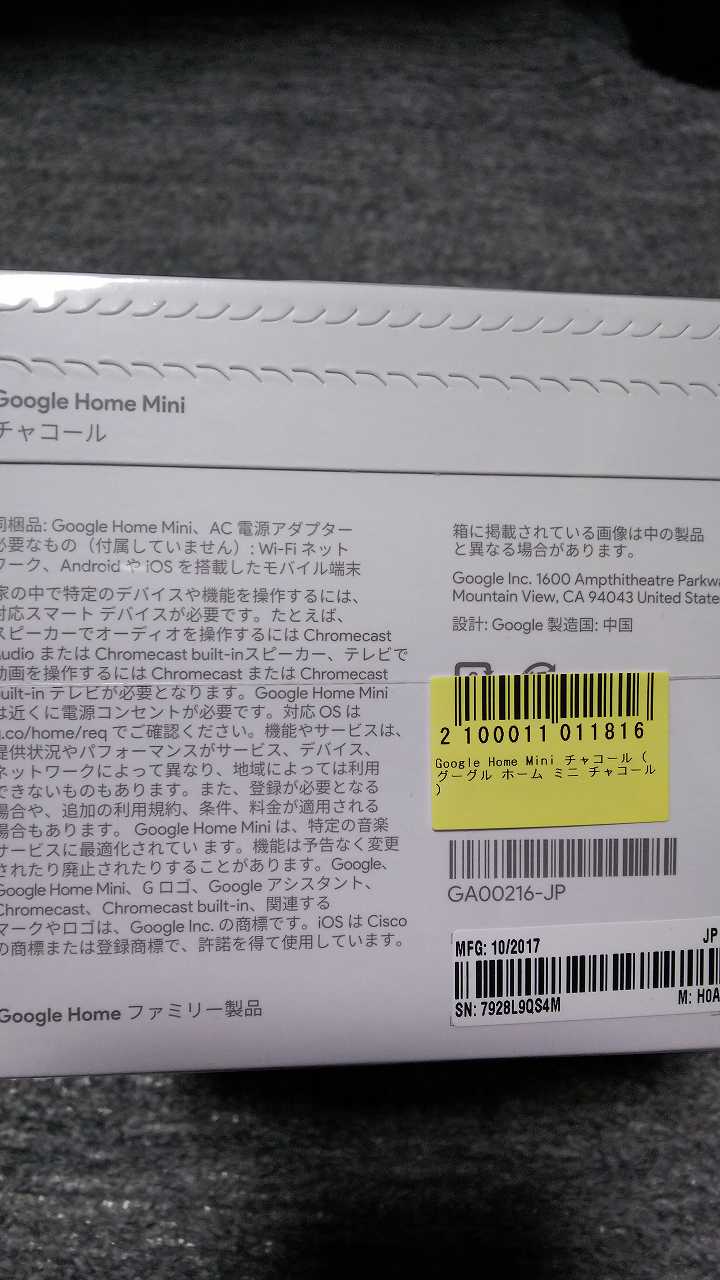 Google Home Mini
チャコール
同梱品: Google Home Mini、AC 電源アダプター
必要なもの（付属していません）: Wi-Fi ネット
ワーク、Android や iOS を搭載したモバイル端末
家の中で特定のデバイスや機能を操作するには、
対応スマート デバイスが必要です。たとえば、
スピーカーでオーディオを操作するには Chromecast
Audio または Chromecast built-inスピーカー、テレビで
動画を操作するには Chromecast または Chromecast
built-in テレビが必要となります。Google Home Mini
は近くに電源コンセントが必要です。対応 OS は
g.co/home/req でご確認ください。機能やサービスは、
提供状況やパフォーマンスがサービス、デバイス、
ネットワークによって異なり、地域によっては利用
できないものもあります。また、登録が必要となる
場合や、追加の利用規約、条件、料金が適用される
場合もあります。 Google Home Mini は、特定の音楽
サービスに最適化されてい ます。機能は予告なく変更
されたり廃止されたりすることがあります。Google、
Google Home Mini、G ロゴ、Google アシスタント、
Chromecast、Chromecast built-in、関連する
マークやロゴは、Google Inc. の商標です。iOS は Cisco
の商標または登録商標で、許諾を得て使用しています。
Google Home ファミリー製品
箱に掲載されている画像は中の製品
と異なる場合があります。
Google Inc. 1600 Ampthitheatre Parkwa
Mountain View, CA 94043 United State
設計: Google 製造国: 中国
2 100011 011816
Google Home Mini チャコール (
グーグル ホーム ミニ チャコール
)
GA00216-JP
MFG: 10/2017 JP
SN: 7928L9QS4M M: H0A